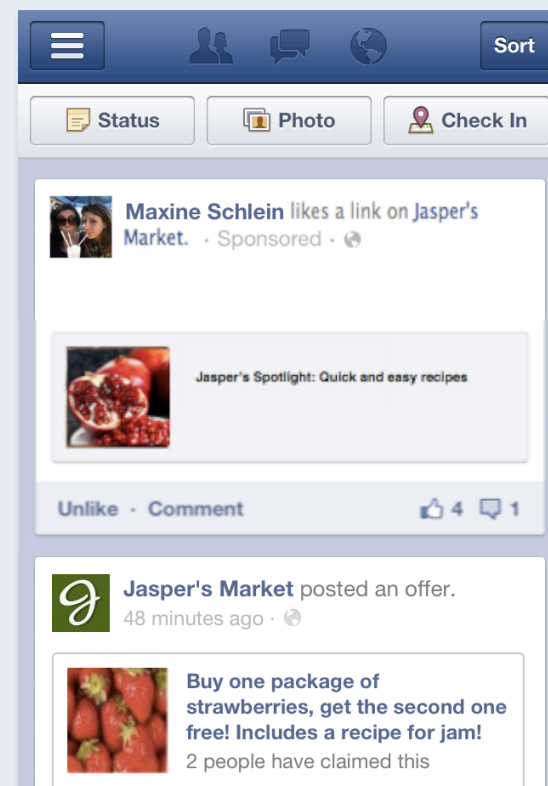 Sort
Status
Photo
Check In
Maxine Schlein likes a link on Jasper's
Market. · Sponsored ·
Jasper's Spotlight: Quick and easy recipes
Unlike · Comment
4
1
Jasper's Market posted an offer.
48 minutes ago ·
Buy one package of
strawberries, get the second one
free! Includes a recipe for jam!
2 people have claimed this